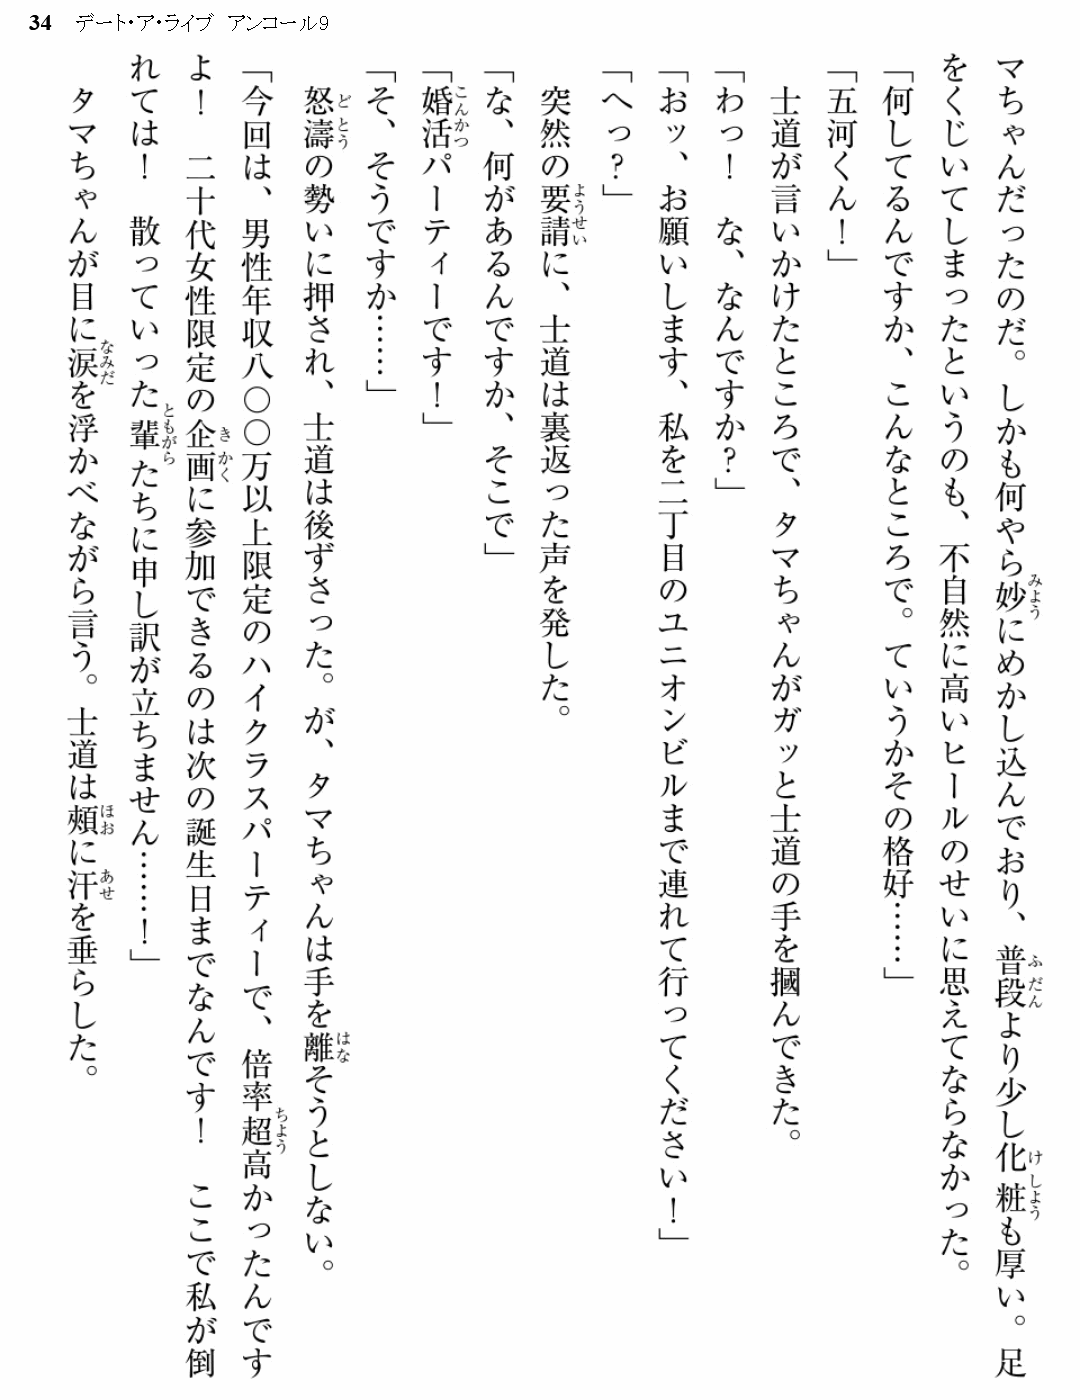 34 デート・ア・ライブ アンコール9
マちゃんだったのだ。しかも何やら妙にめかし込んでおり、普段より少し化粧も厚い。足
をくじいてしまったというのも、不自然に高いヒールのせいに思えてならなかった。
「何してるんですか、こんなところで。ていうかその格好……」
「五河くん！」
　士道が言いかけたところで、タマちゃんがガッと士道の手を摑んできた。
「わっ！　な、なんですか？」
「おッ、お願いします、私を二丁目のユニオンビルまで連れて行ってください！」
「へっ？」
　突然の要請に、士道は裏返った声を発した。
「な、何があるんですか、そこで」
「婚活パーティーです！」
「そ、そうですか……」
　怒濤の勢いに押され、士道は後ずさった。が、タマちゃんは手を離そうとしない。
「今回は、男性年収八〇〇万以上限定のハイクラスパーティーで、倍率超高かったんです
よ！　二十代女性限定の企画に参加できるのは次の誕生日までなんです！　ここで私が倒
れては！　散っていった輩たちに申し訳が立ちません……！」
　タマちゃんが目に涙を浮かべながら言う。士道は頰に汗を垂らした。